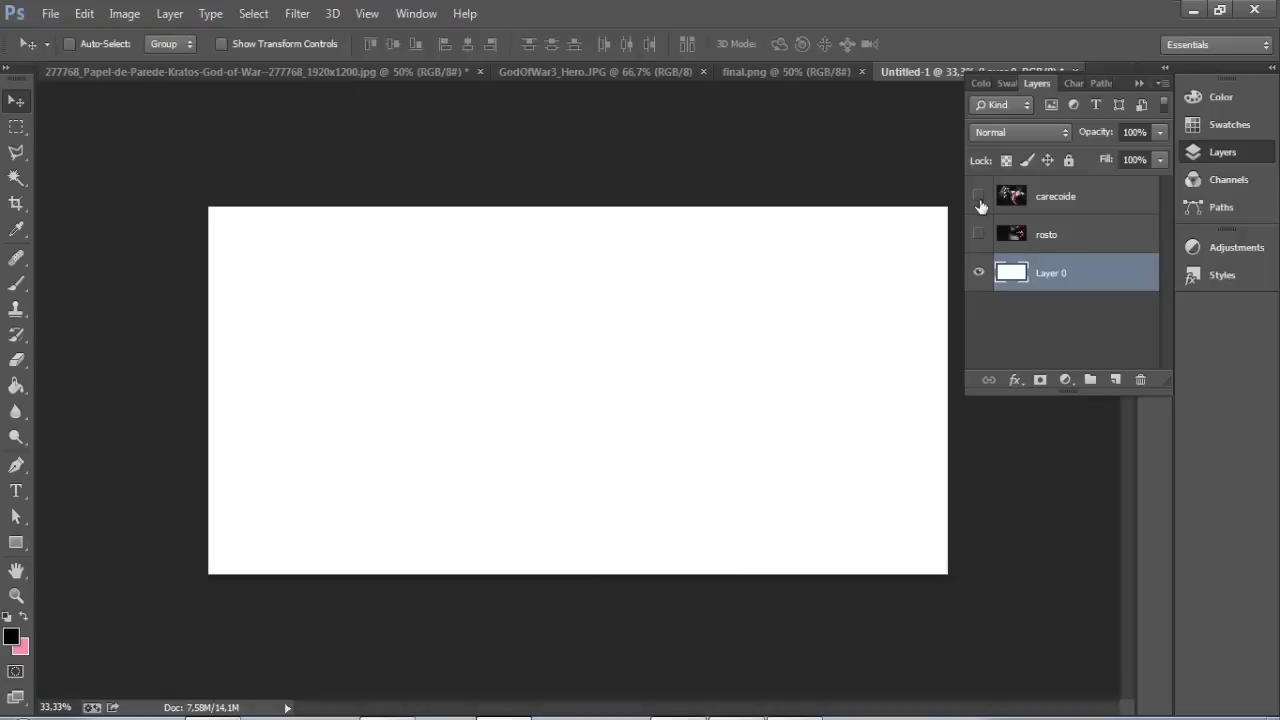 Ps File Edit Image Layer Type Select Filter 3D View Window Help
Auto-Select: Group Show Transform Controls 3D Mode: Essentials
277768_Papel-de-Parede-Kratos-God-of-War--277768_1920x1200.jpg @ 50% (RGB/8#) * × GodOfWar3_Hero.JPG @ 66,7% (RGB/8) × final.png @ 50% (RGB/8#) × Untitled-1 @ 33,3
Colo Swat Layers Char Paths
Kind
Normal Opacity: 100%
Lock: Fill: 100%
carecoide
rosto
Layer 0
fx
Color
Swatches
Layers
Channels
Paths
Adjustments
Styles
33,33% Doc: 7,58M/14,1M